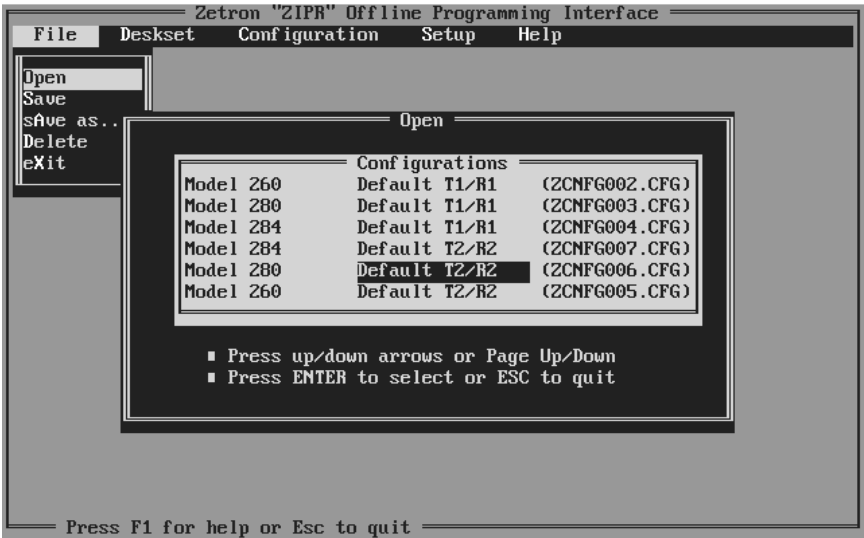 Zetron "ZIPR" Offline Programming Interface
File Deskset Configuration Setup Help
Open
Save
sAve as..
Delete
eXit
Open
Configurations
Model 260 Default T1/R1 (ZCNFG002.CFG)
Model 280 Default T1/R1 (ZCNFG003.CFG)
Model 284 Default T1/R1 (ZCNFG004.CFG)
Model 284 Default T2/R2 (ZCNFG007.CFG)
Model 280 Default T2/R2 (ZCNFG006.CFG)
Model 260 Default T2/R2 (ZCNFG005.CFG)
Press up/down arrows or Page Up/Down
Press ENTER to select or ESC to quit
Press F1 for help or Esc to quit